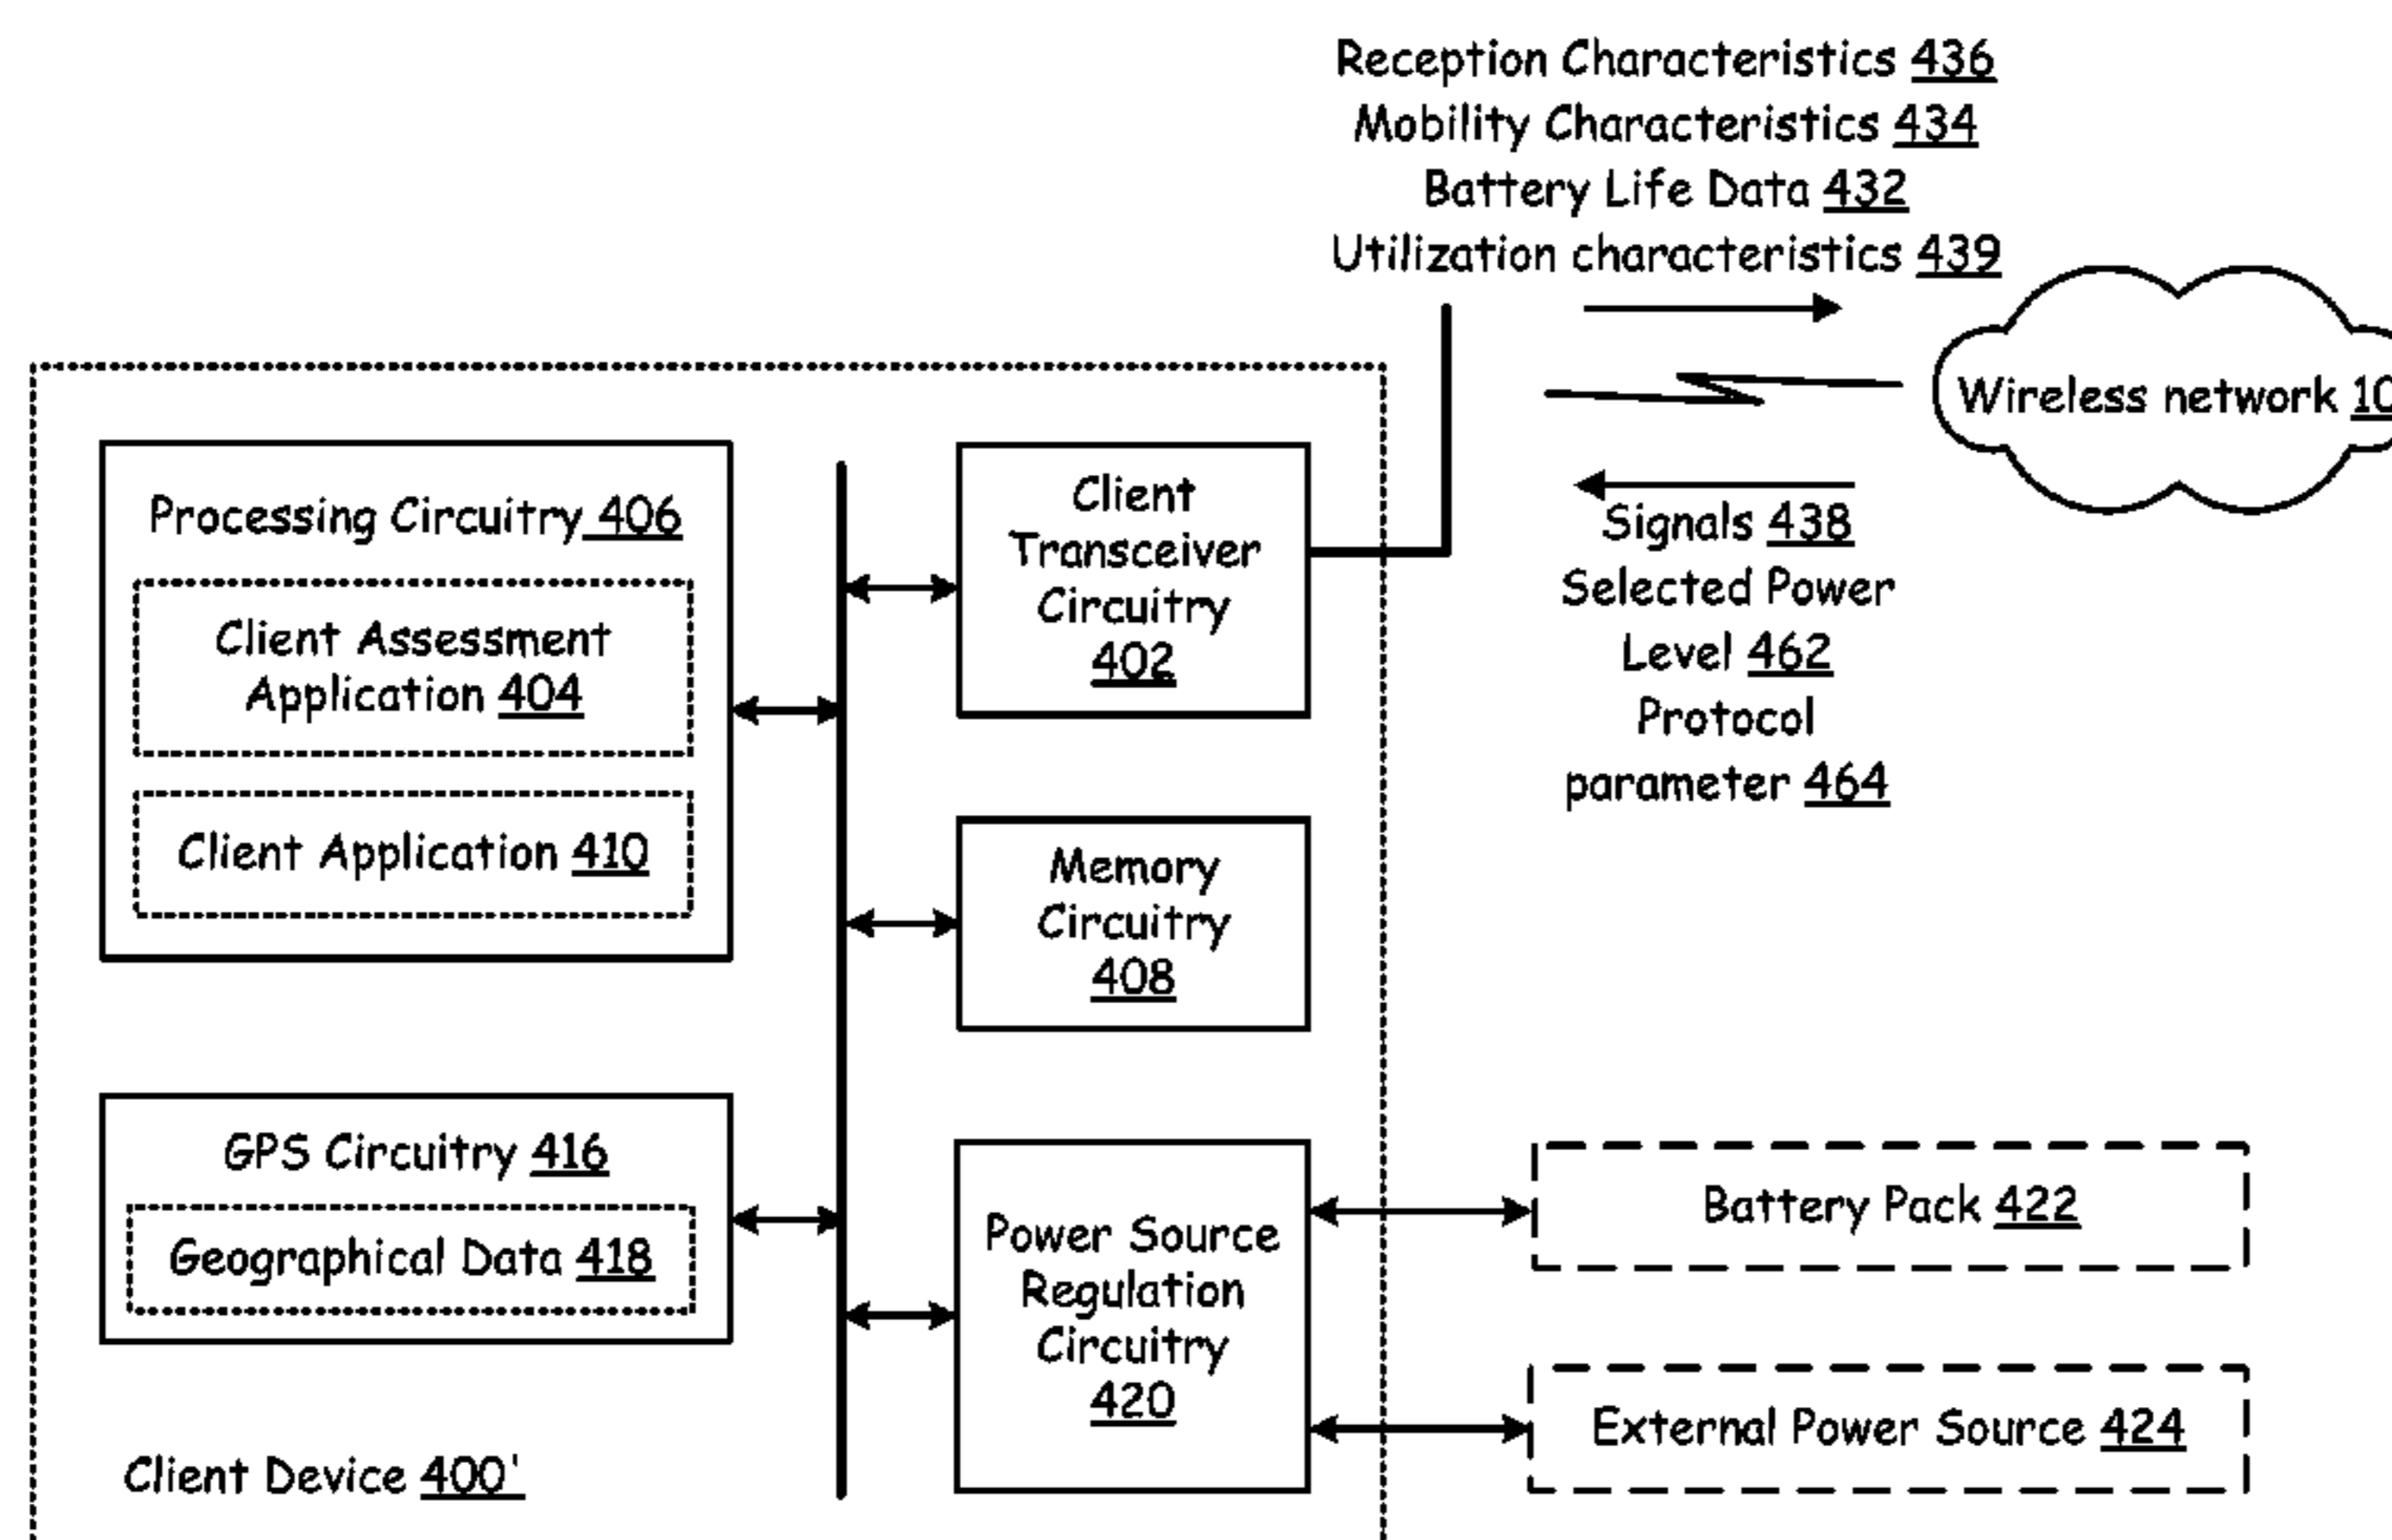 Reception Characteristics 436
Mobility Characteristics 434
Battery Life Data 432
Utilization characteristics 439
Wireless network 10
Signals 438
Selected Power
Level 462
Protocol
parameter 464
Processing Circuitry 406
Client Assessment
Application 404
Client Application 410
Client
Transceiver
Circuitry
402
Memory
Circuitry
408
GPS Circuitry 416
Geographical Data 418
Power Source
Regulation
Circuitry
420
Battery Pack 422
External Power Source 424
Client Device 400'